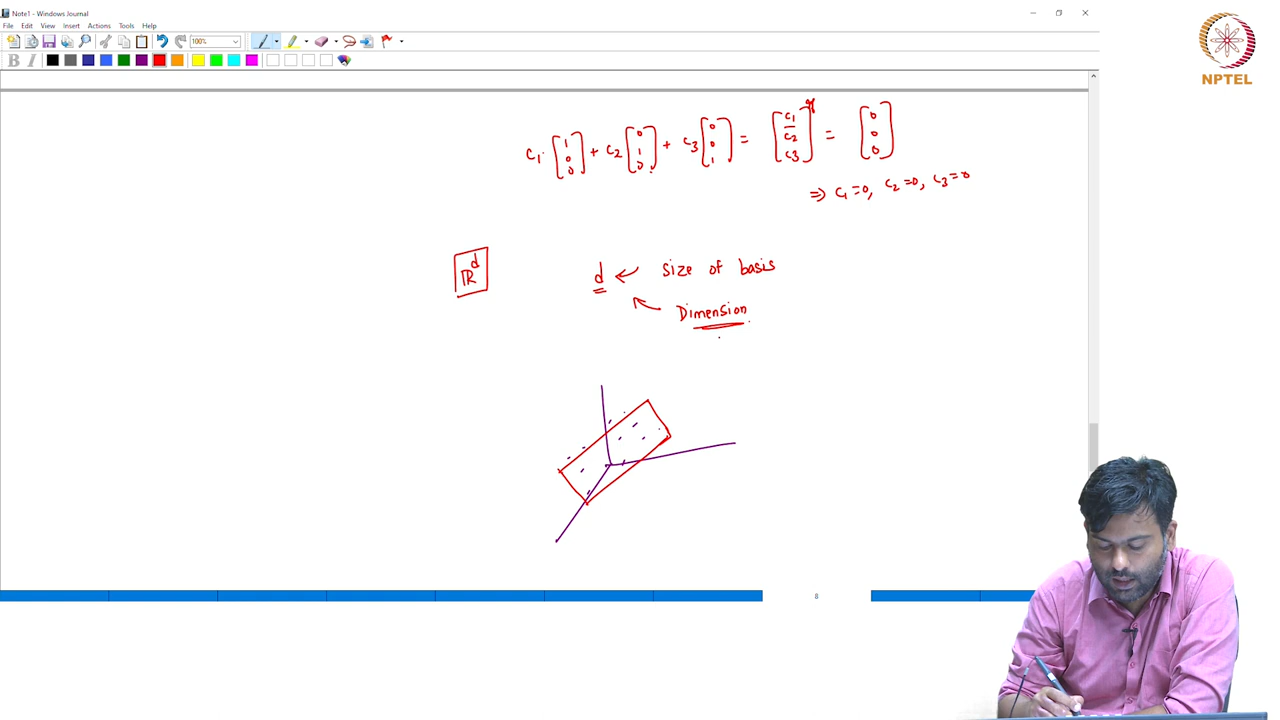 Note1 - Windows Journal
File Edit View Insert Actions Tools Help
100%
B I
NPTEL
c₁ [1 0 0] + c₂ [0 1 0] + c₃ [0 0 1] = [c₁ c₂ c₃] = [0 0 0]
⇒ c₁=0, c₂=0, c₃=0
ℝᵈ d ← size of basis
Dimension
8